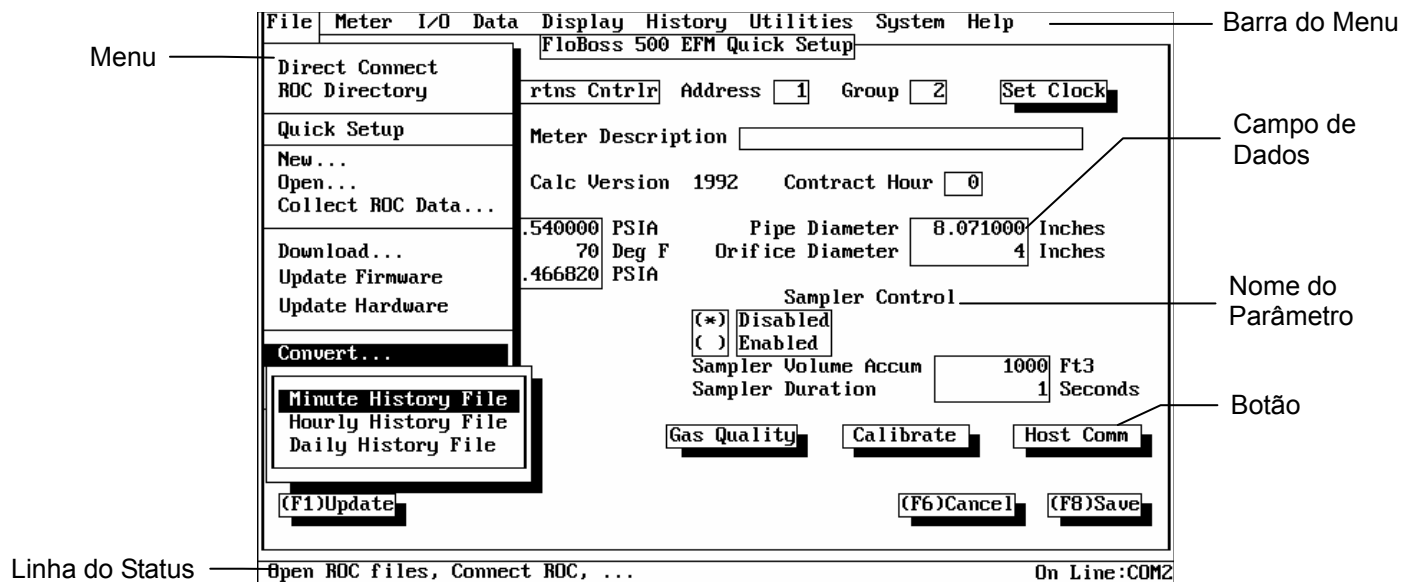 File Meter I/O Data Display History Utilities System Help
Barra do Menu
Menu
FloBoss 500 EFM Quick Setup
Direct Connect
ROC Directory
rtns Cntrlr Address 1 Group 2 Set Clock
Quick Setup
Meter Description
Campo de
Dados
New...
Open...
Collect ROC Data...
Calc Version 1992 Contract Hour 0
.540000 PSIA Pipe Diameter 8.071000 Inches
Download...
70 Deg F Orifice Diameter 4 Inches
Update Firmware
.466820 PSIA
Update Hardware
Sampler Control
Nome do
Parâmetro
(*) Disabled
( ) Enabled
Convert...
Sampler Volume Accum 1000 Ft3
Sampler Duration 1 Seconds
Minute History File
Hourly History File
Daily History File
Botão
Gas Quality Calibrate Host Comm
(F1)Update (F6)Cancel (F8)Save
Linha do Status
Open ROC files, Connect ROC, ... On Line:COM2